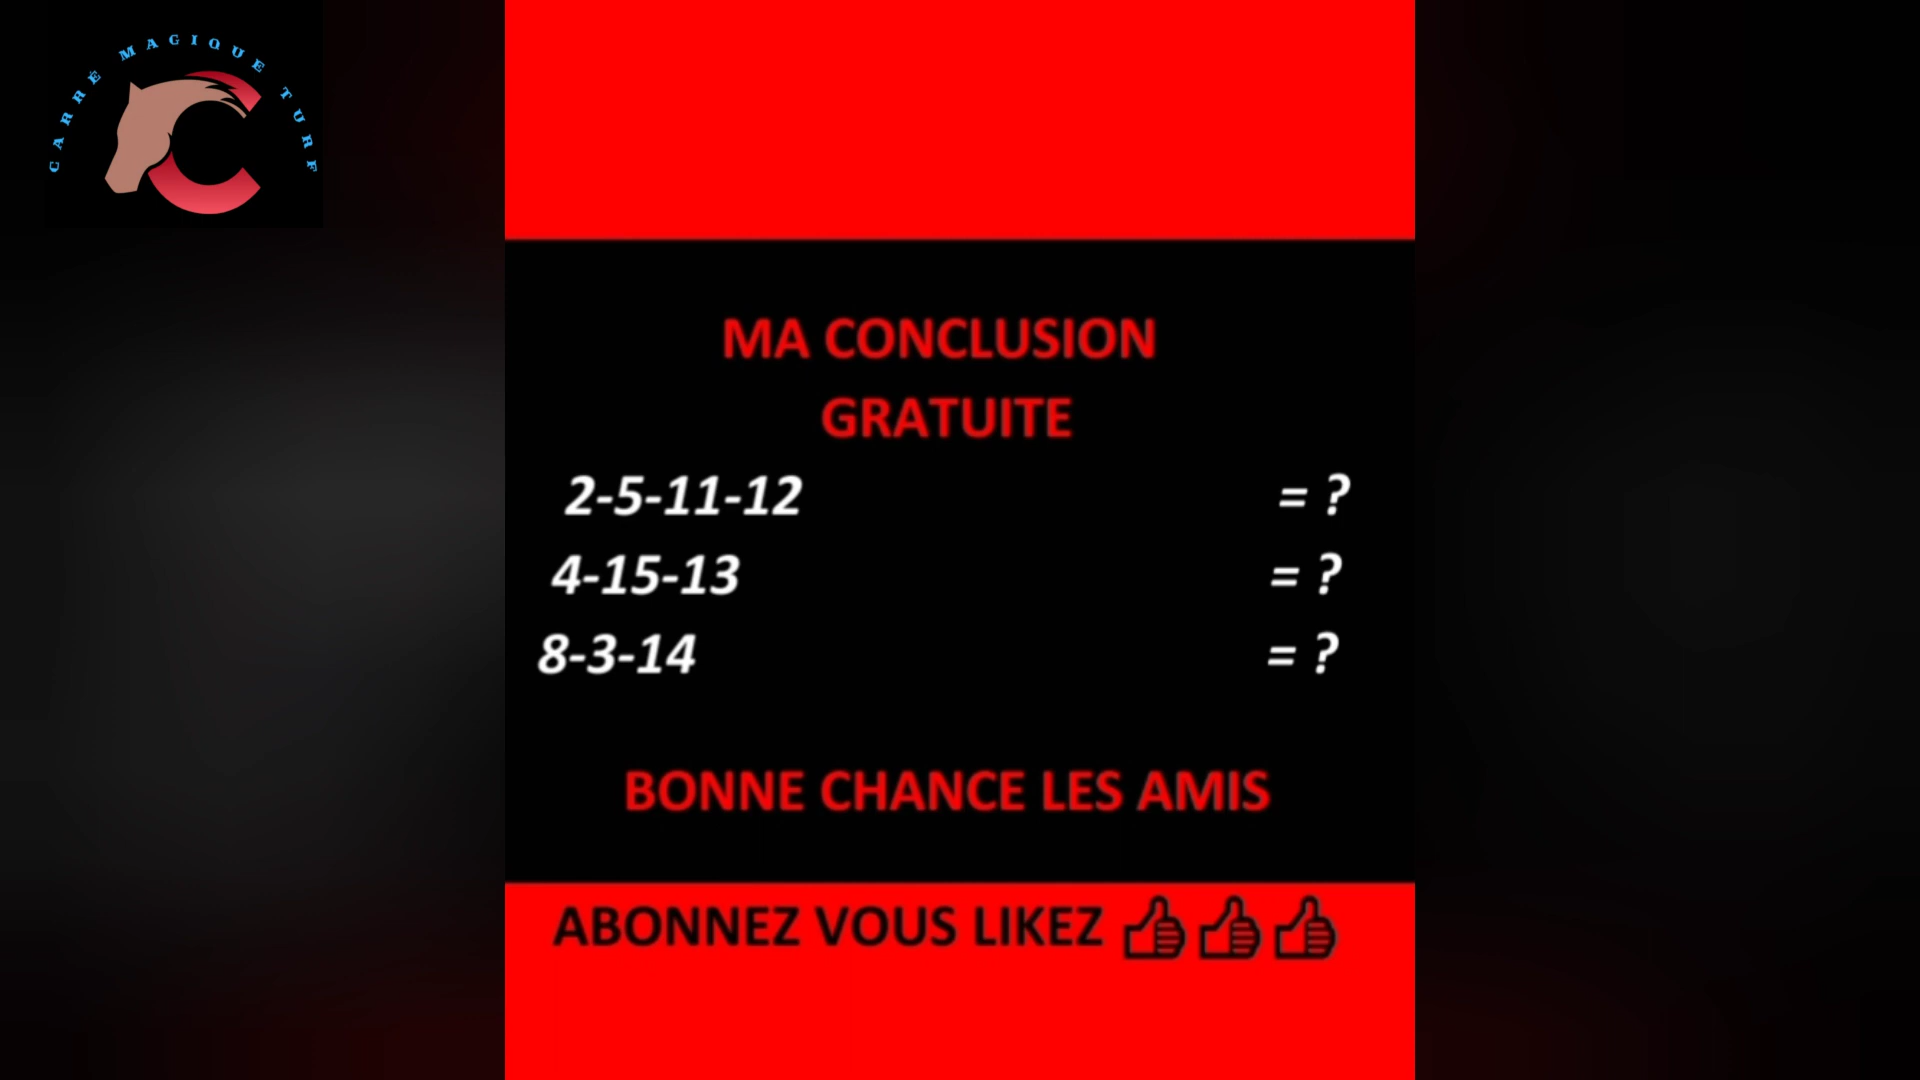 CARRÉ MAGIQUE TURF
MA CONCLUSION
GRATUITE
2-5-11-12 = ?
4-15-13 = ?
8-3-14 = ?
BONNE CHANCE LES AMIS
ABONNEZ VOUS LIKEZ 👍👍👍